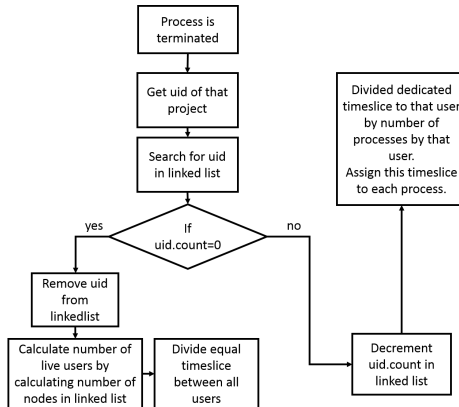 Process is
terminated
Get uid of that
project
Search for uid
in linked list
If
uid.count=0
yes
no
Remove uid
from
linkedlist
Calculate number of
live users by
calculating number of
nodes in linked list
Divide equal
timeslice
between all
users
Decrement
uid.count in
linked list
Divided dedicated
timeslice to that user
by number of
processes by that
user.
Assign this timeslice
to each process.